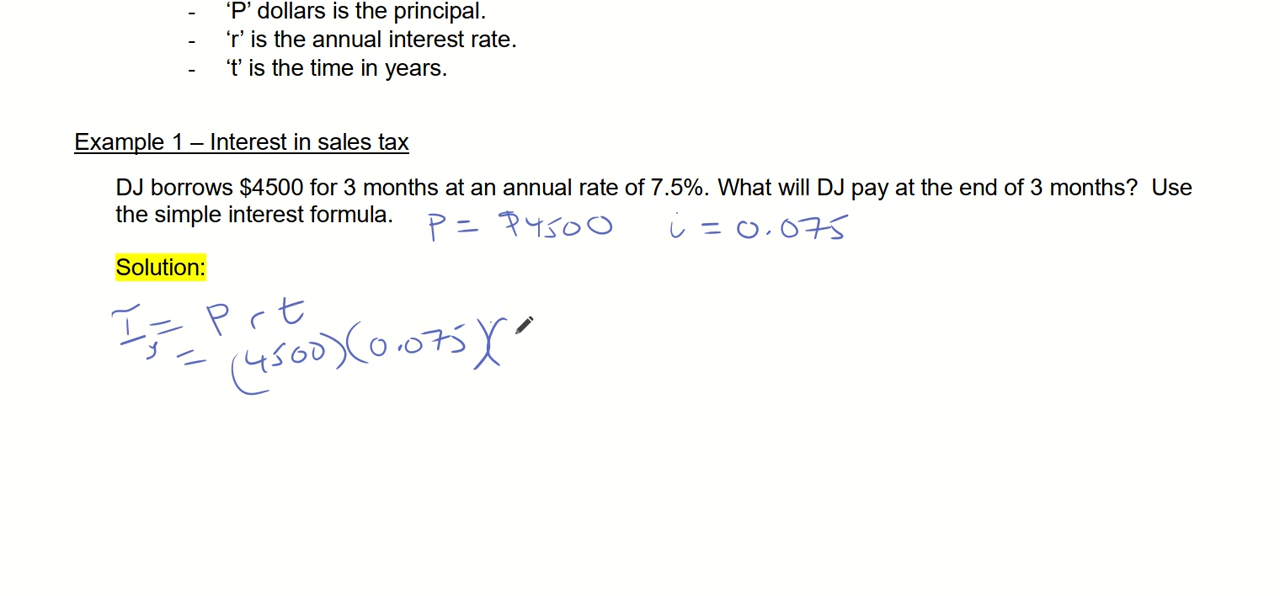 - ‘P’ dollars is the principal.
- ‘r’ is the annual interest rate.
- ‘t’ is the time in years.
Example 1 – Interest in sales tax
DJ borrows $4500 for 3 months at an annual rate of 7.5%. What will DJ pay at the end of 3 months? Use
the simple interest formula. P = $4500 i = 0.075
Solution:
I_s = P r t
= (4500)(0.075)(